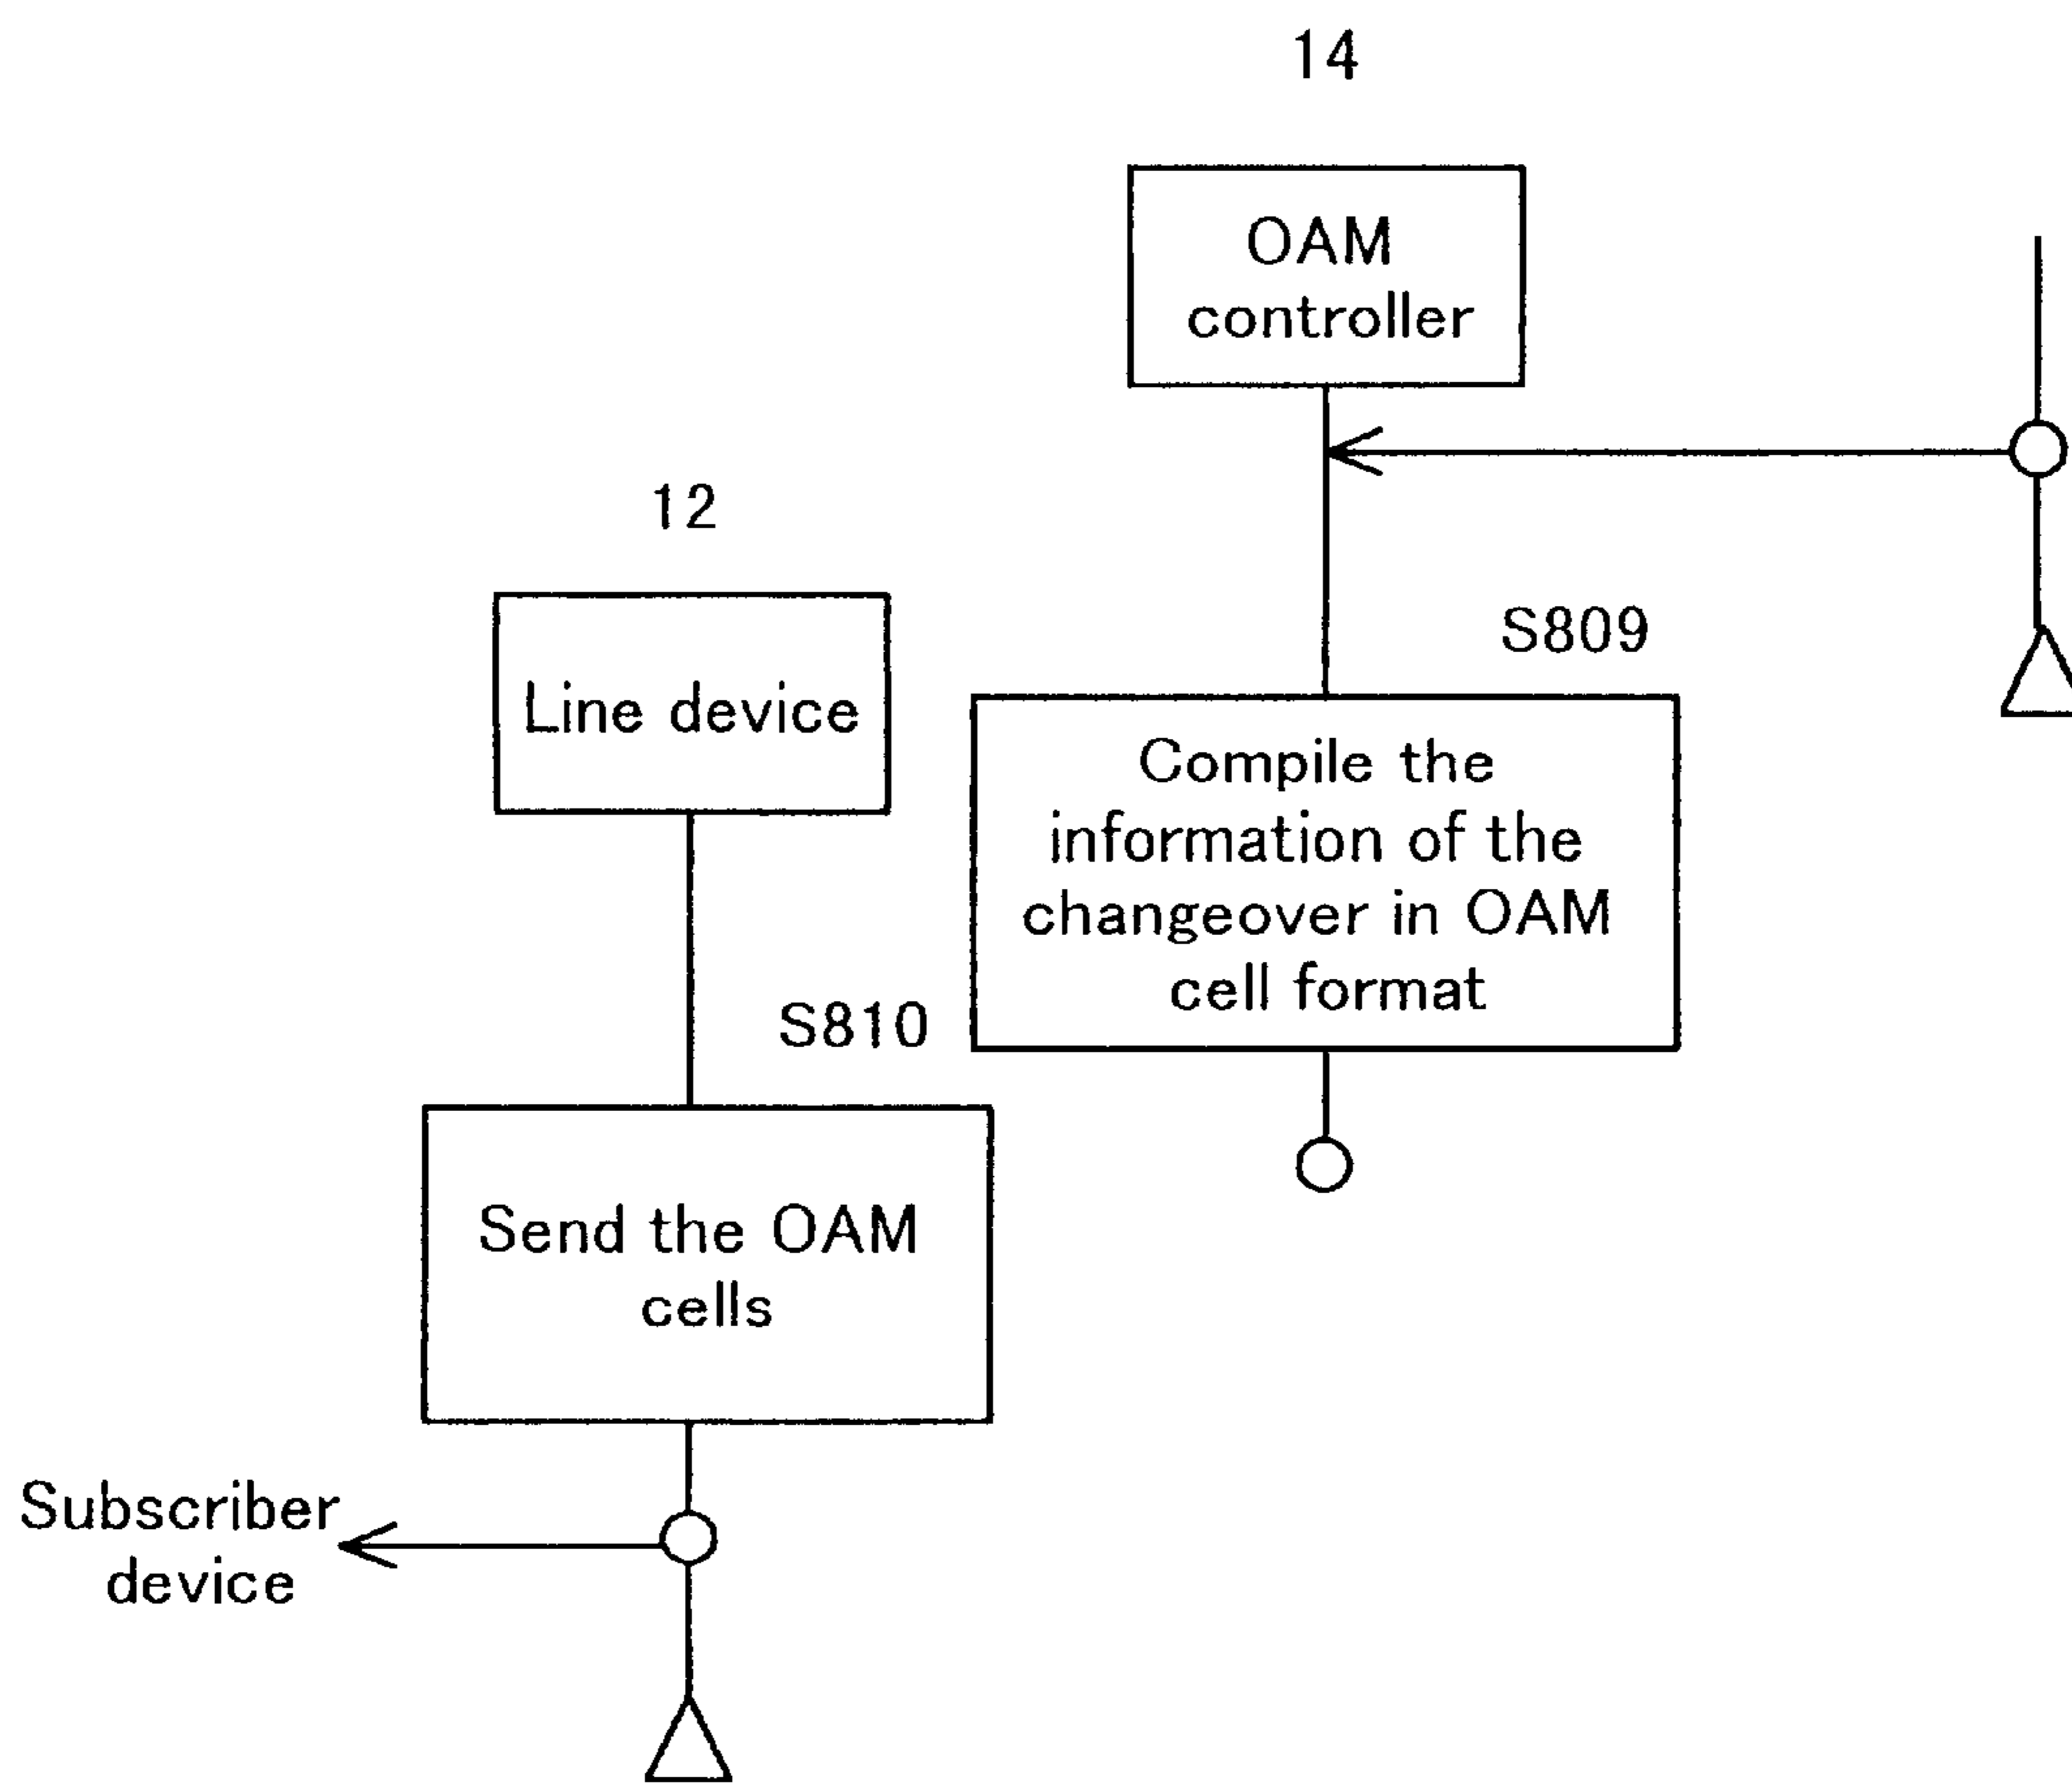 14
OAM
controller
12
Line device
S809
Compile the
information of the
changeover in OAM
cell format
S810
Send the OAM
cells
Subscriber
device